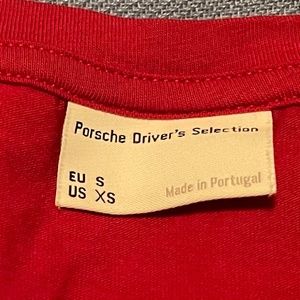 Porsche Driver's Selection
EU S
US XS
Made in Portugal